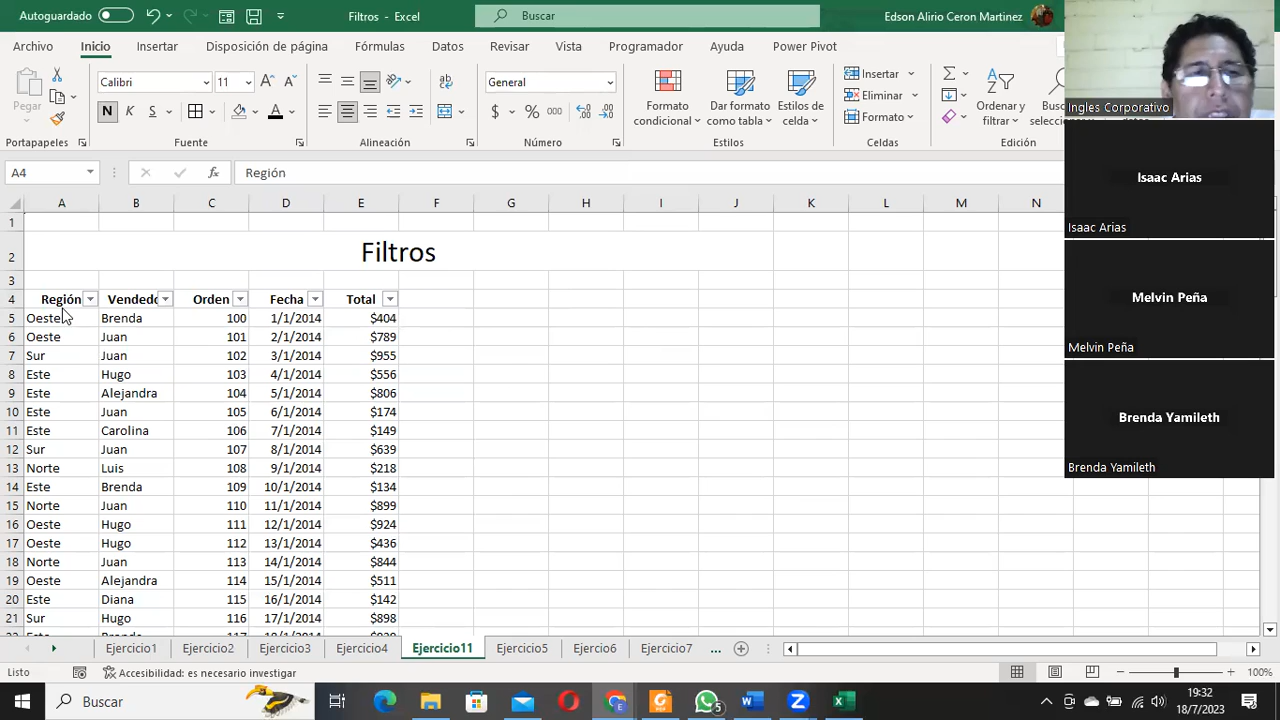 Autoguardado
Filtros - Excel
Buscar
Edson Alirio Ceron Martinez
Archivo Inicio Insertar Disposición de página Fórmulas Datos Revisar Vista Programador Ayuda Power Pivot
Pegar
Calibri 11
N K S
General
$ % 000
Formato condicional
Dar formato como tabla
Estilos de celda
Insertar
Eliminar
Formato
Ordenar y filtrar
Portapapeles Fuente Alineación Número Estilos Celdas Edición
A4 fx Región
A B C D E F G H I J K L M N
1
2 Filtros
3
4 Región Vendedo Orden Fecha Total
5 Oeste Brenda 100 1/1/2014 $404
6 Oeste Juan 101 2/1/2014 $789
7 Sur Juan 102 3/1/2014 $955
8 Este Hugo 103 4/1/2014 $556
9 Este Alejandra 104 5/1/2014 $806
10 Este Juan 105 6/1/2014 $174
11 Este Carolina 106 7/1/2014 $149
12 Sur Juan 107 8/1/2014 $639
13 Norte Luis 108 9/1/2014 $218
14 Este Brenda 109 10/1/2014 $134
15 Norte Juan 110 11/1/2014 $899
16 Oeste Hugo 111 12/1/2014 $924
17 Oeste Hugo 112 13/1/2014 $436
18 Norte Juan 113 14/1/2014 $844
19 Oeste Alejandra 114 15/1/2014 $511
20 Este Diana 115 16/1/2014 $142
21 Sur Hugo 116 17/1/2014 $898
Ejercicio1 Ejercicio2 Ejercicio3 Ejercicio4 Ejercicio11 Ejercicio5 Ejercio6 Ejercicio7 ...
Listo Accesibilidad: es necesario investigar 100%
Buscar
19:32
18/7/2023
Ingles Corporativo
Isaac Arias
Isaac Arias
Melvin Peña
Melvin Peña
Brenda Yamileth
Brenda Yamileth